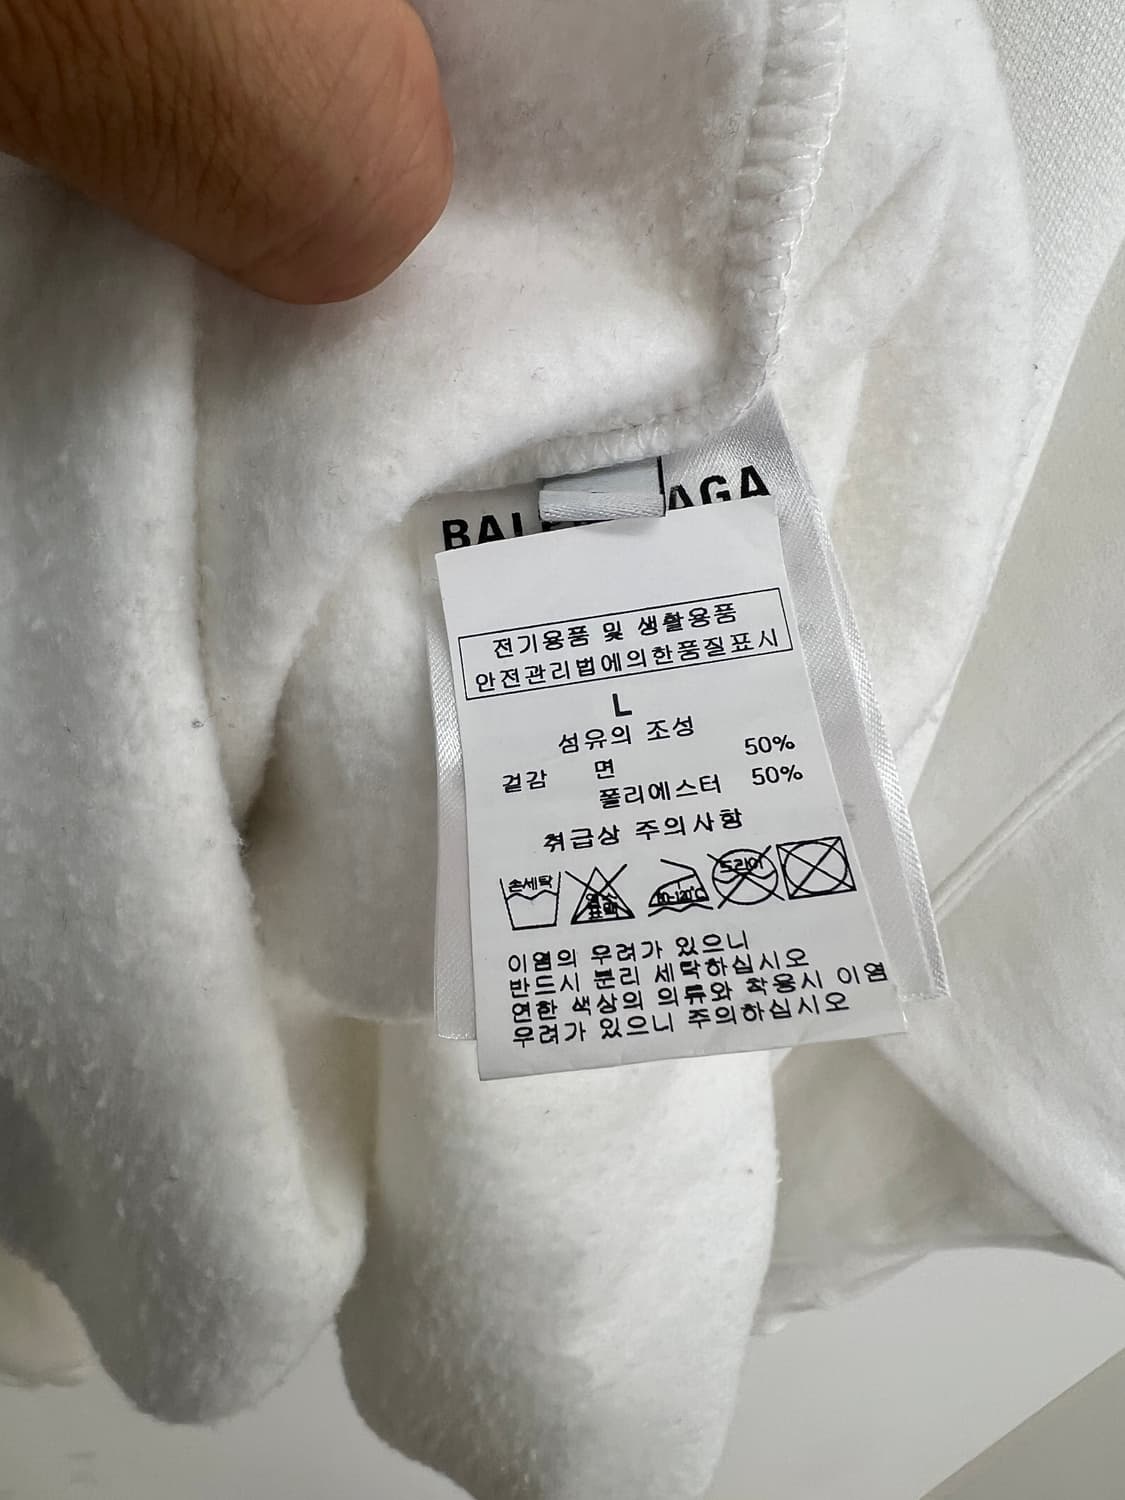 전기용품 및 생활용품
안전관리법에의한품질표시
L
섬유의 조성
겉감 면 50%
폴리에스터 50%
취급상 주의사항
손세탁 드라이
이염의 우려가 있으니
반드시 분리 세탁하십시오
연한 색상의 의류와 착용시 이염
우려가 있으니 주의하십시오